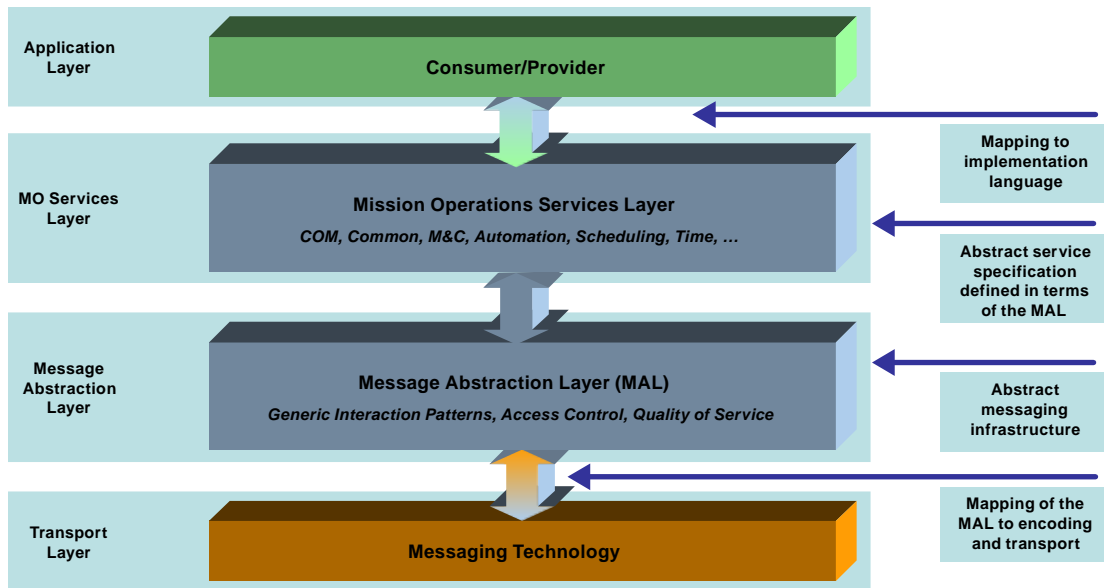 Application
Layer
Consumer/Provider
Mapping to
implementation
language
MO Services
Layer
Mission Operations Services Layer
COM, Common, M&C, Automation, Scheduling, Time, …
Abstract service
specification
defined in terms
of the MAL
Message
Abstraction
Layer
Message Abstraction Layer (MAL)
Generic Interaction Patterns, Access Control, Quality of Service
Abstract
messaging
infrastructure
Transport
Layer
Messaging Technology
Mapping of the
MAL to encoding
and transport